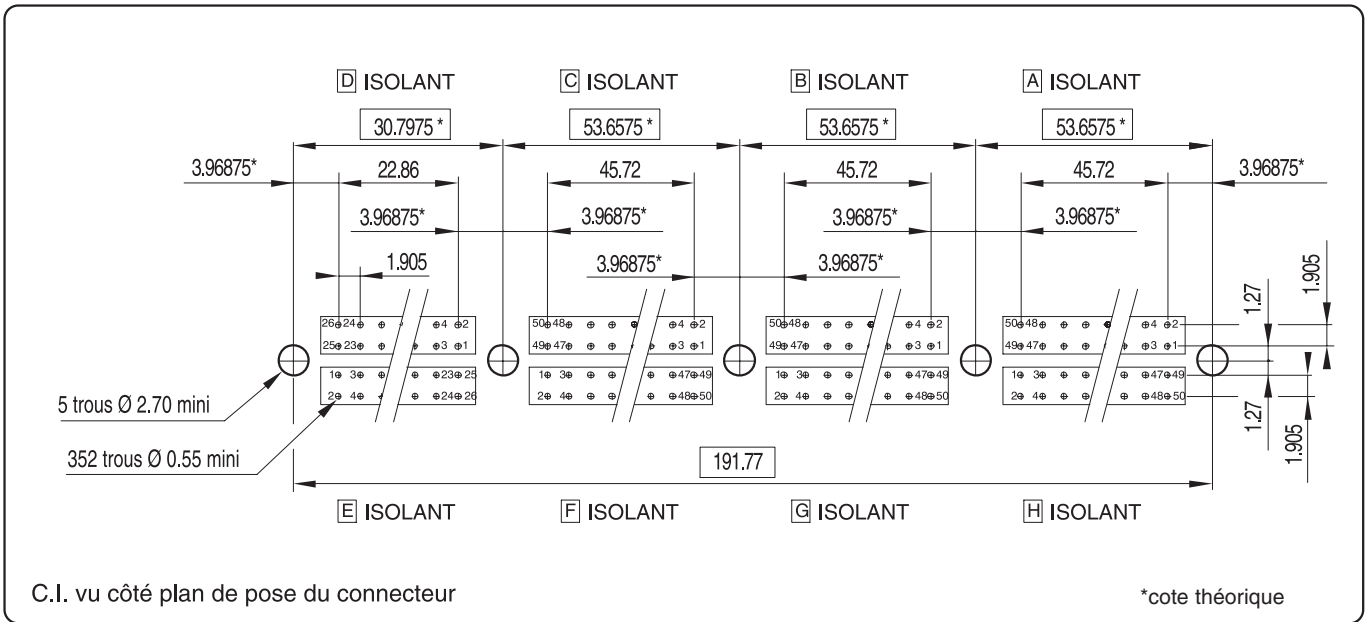 D ISOLANT C ISOLANT B ISOLANT A ISOLANT
30.7975 * 53.6575 * 53.6575 * 53.6575 *
3.96875* 22.86 45.72 45.72 45.72 3.96875*
3.96875* 3.96875* 3.96875* 3.96875*
1.905 3.96875* 3.96875* 1.27 1.905
26 24 4 2 50 48 4 2 50 48 4 2 50 48 4 2
25 23 3 1 49 47 3 1 49 47 3 1 49 47 3 1
1 3 23 25 1 3 47 49 1 3 47 49 1 3 47 49
2 4 24 26 2 4 48 50 2 4 48 50 2 4 48 50
5 trous Ø 2.70 mini 1.27 1.905
352 trous Ø 0.55 mini 191.77
E ISOLANT F ISOLANT G ISOLANT H ISOLANT
C.I. vu côté plan de pose du connecteur
*cote théorique